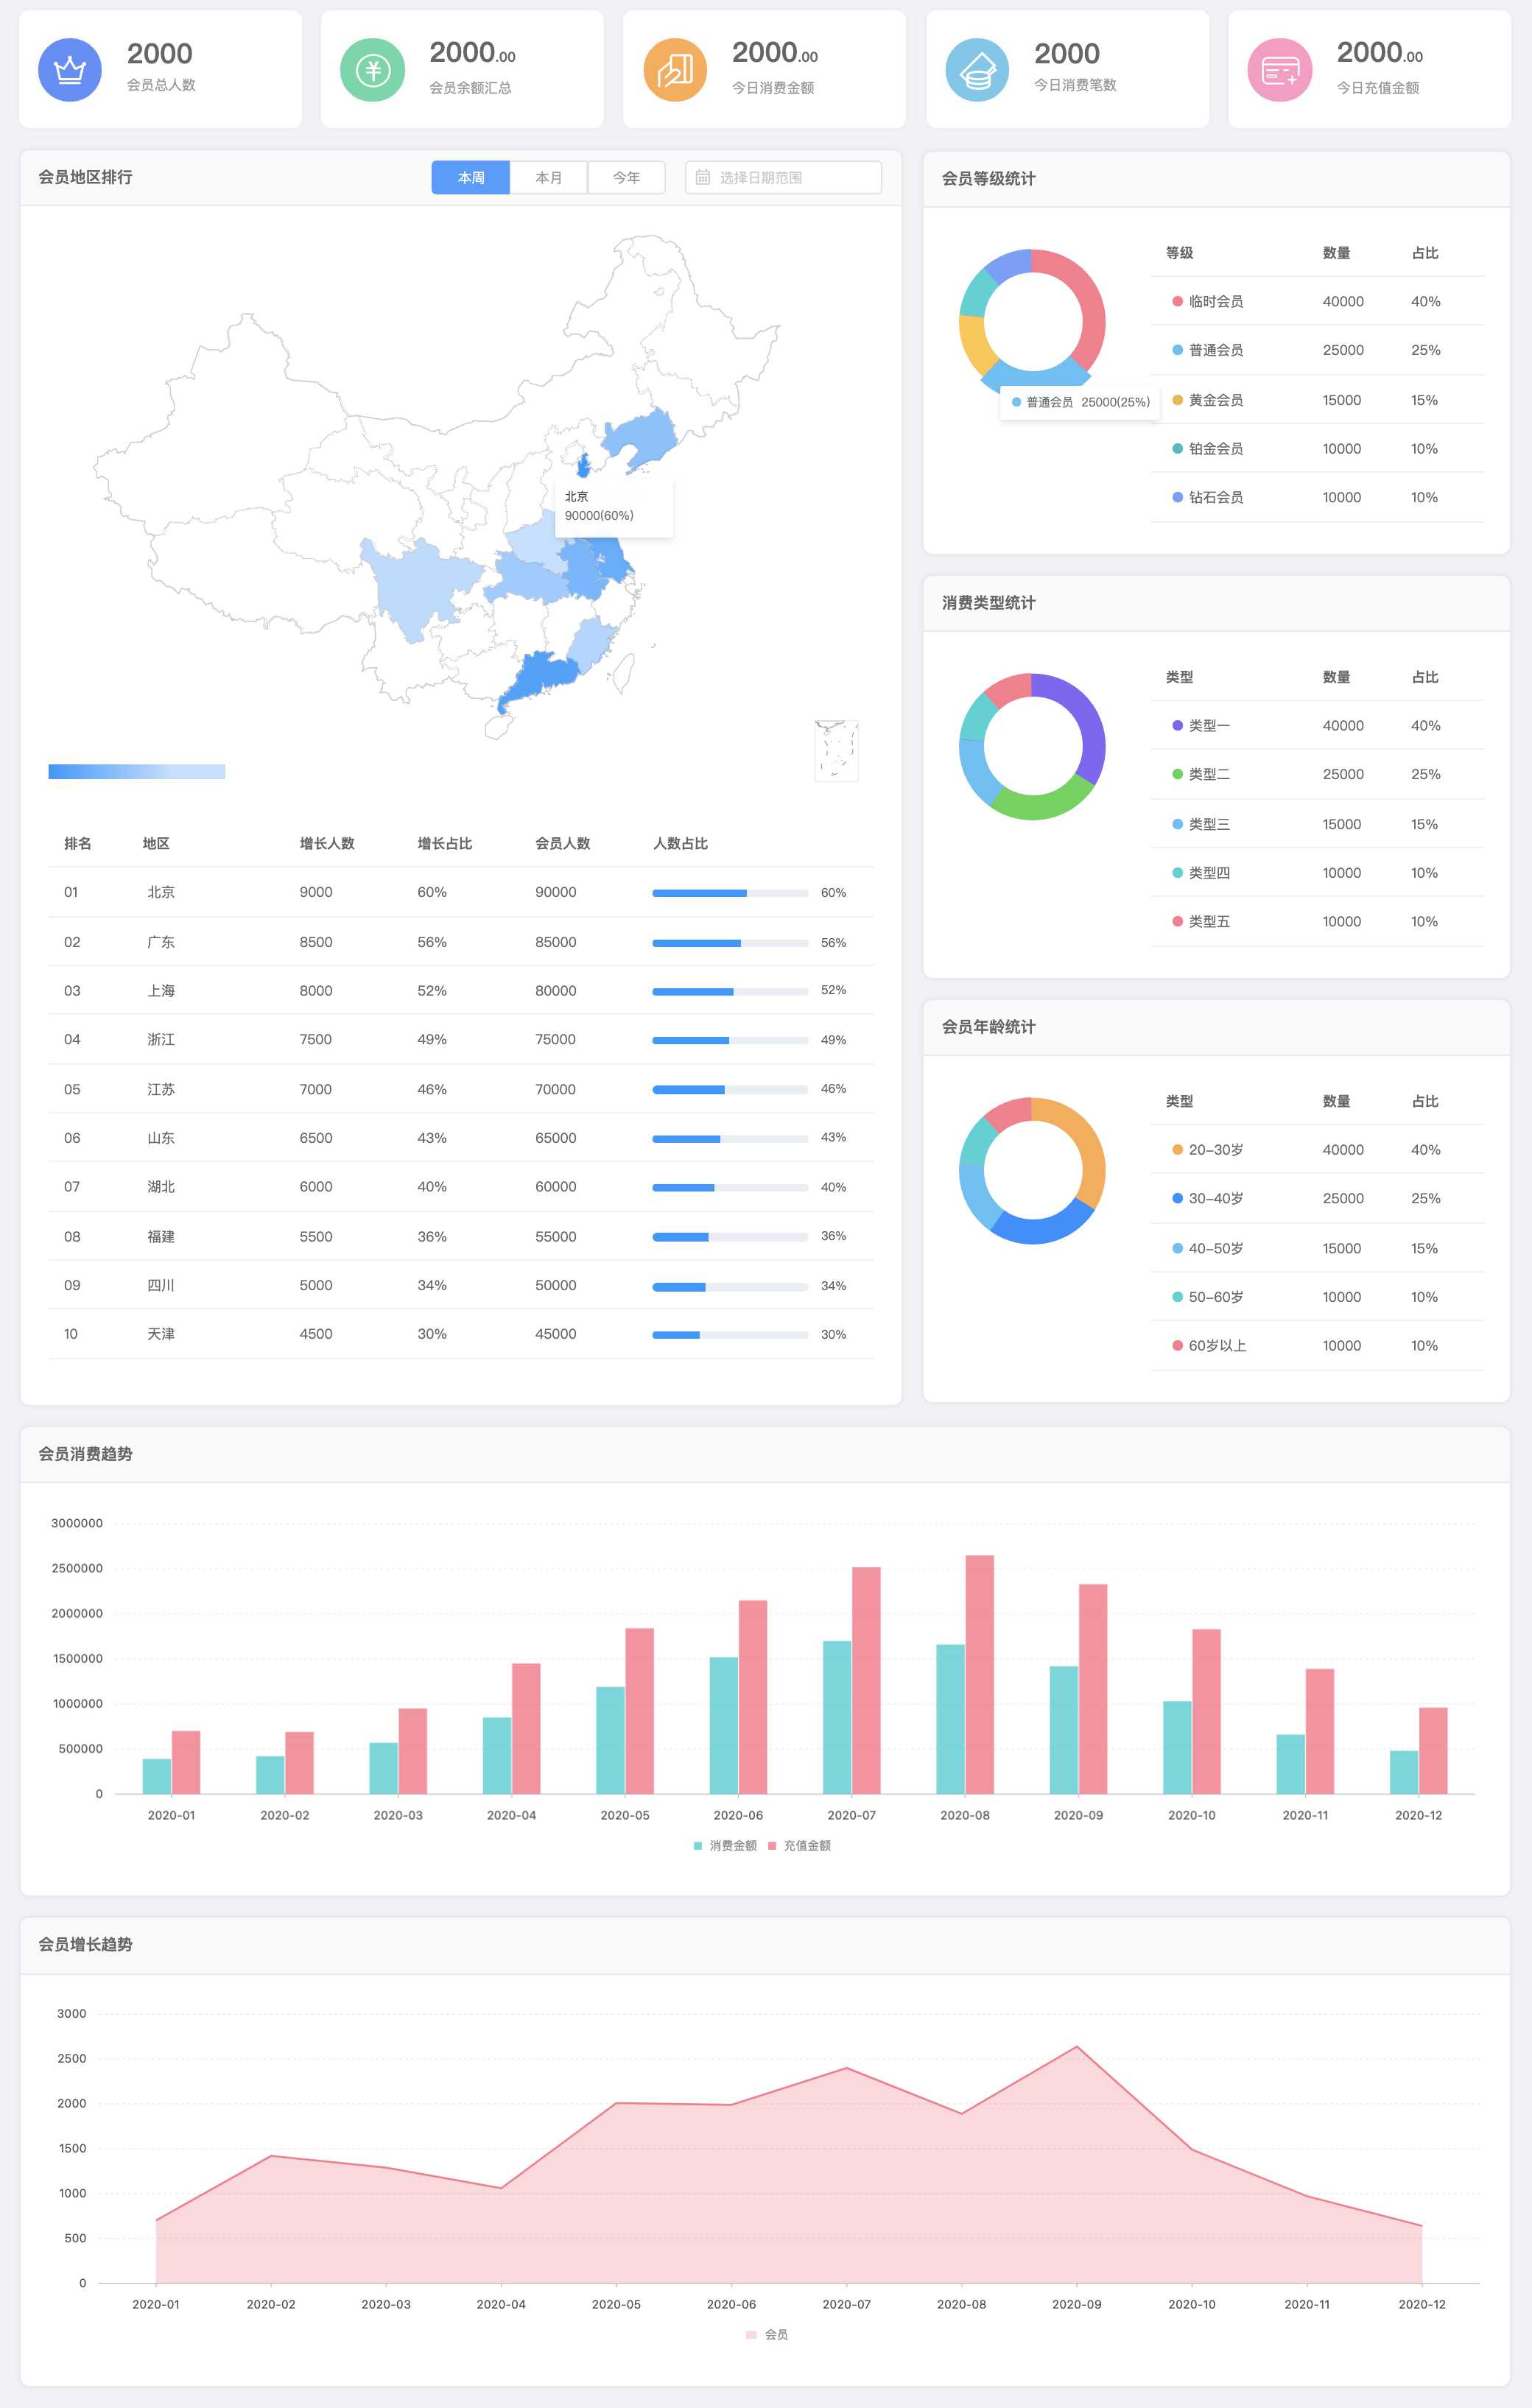 2000
会员总人数
2000.00
会员余额汇总
2000.00
今日消费金额
2000
今日消费笔数
2000.00
今日充值金额
会员地区排行
本周 本月 今年 选择日期范围
北京
90000(60%)
排名 地区 增长人数 增长占比 会员人数 人数占比
01 北京 9000 60% 90000 60%
02 广东 8500 56% 85000 56%
03 上海 8000 52% 80000 52%
04 浙江 7500 49% 75000 49%
05 江苏 7000 46% 70000 46%
06 山东 6500 43% 65000 43%
07 湖北 6000 40% 60000 40%
08 福建 5500 36% 55000 36%
09 四川 5000 34% 50000 34%
10 天津 4500 30% 45000 30%
会员等级统计
等级 数量 占比
临时会员 40000 40%
普通会员 25000 25%
黄金会员 15000 15%
铂金会员 10000 10%
钻石会员 10000 10%
普通会员 25000(25%)
消费类型统计
类型 数量 占比
类型一 40000 40%
类型二 25000 25%
类型三 15000 15%
类型四 10000 10%
类型五 10000 10%
会员年龄统计
类型 数量 占比
20-30岁 40000 40%
30-40岁 25000 25%
40-50岁 15000 15%
50-60岁 10000 10%
60岁以上 10000 10%
会员消费趋势
3000000
2500000
2000000
1500000
1000000
500000
0
2020-01 2020-02 2020-03 2020-04 2020-05 2020-06 2020-07 2020-08 2020-09 2020-10 2020-11 2020-12
消费金额 充值金额
会员增长趋势
3000
2500
2000
1500
1000
500
0
2020-01 2020-02 2020-03 2020-04 2020-05 2020-06 2020-07 2020-08 2020-09 2020-10 2020-11 2020-12
会员